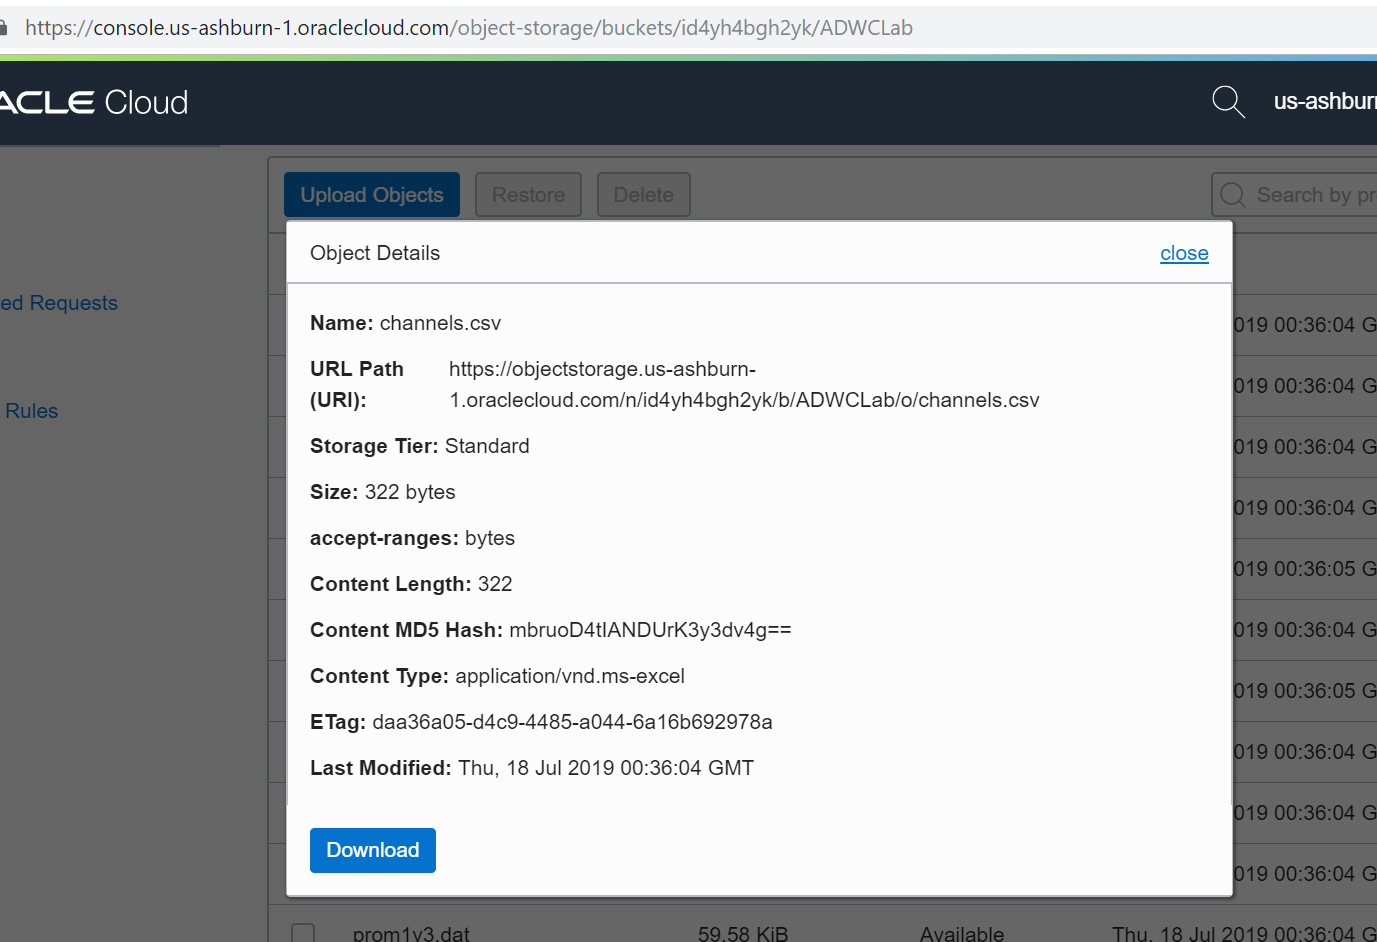 https://console.us-ashburn-1.oraclecloud.com/object-storage/buckets/id4yh4bgh2yk/ADWCLab
ACLE Cloud
us-ashburn
Upload Objects Restore Delete Search by pr
Object Details close
ed Requests
Name: channels.csv
019 00:36:04 G
URL Path https://objectstorage.us-ashburn-
(URI): 1.oraclecloud.com/n/id4yh4bgh2yk/b/ADWCLab/o/channels.csv
019 00:36:04 G
Rules
Storage Tier: Standard
019 00:36:04 G
Size: 322 bytes
019 00:36:04 G
accept-ranges: bytes
019 00:36:05 G
Content Length: 322
Content MD5 Hash: mbruoD4tIANDUrK3y3dv4g==
019 00:36:04 G
Content Type: application/vnd.ms-excel
019 00:36:05 G
ETag: daa36a05-d4c9-4485-a044-6a16b692978a
019 00:36:04 G
Last Modified: Thu, 18 Jul 2019 00:36:04 GMT
019 00:36:04 G
Download
019 00:36:04 G
prom1v3.dat 59.58 KiB Available Thu, 18 Jul 2019 00:36:04 G